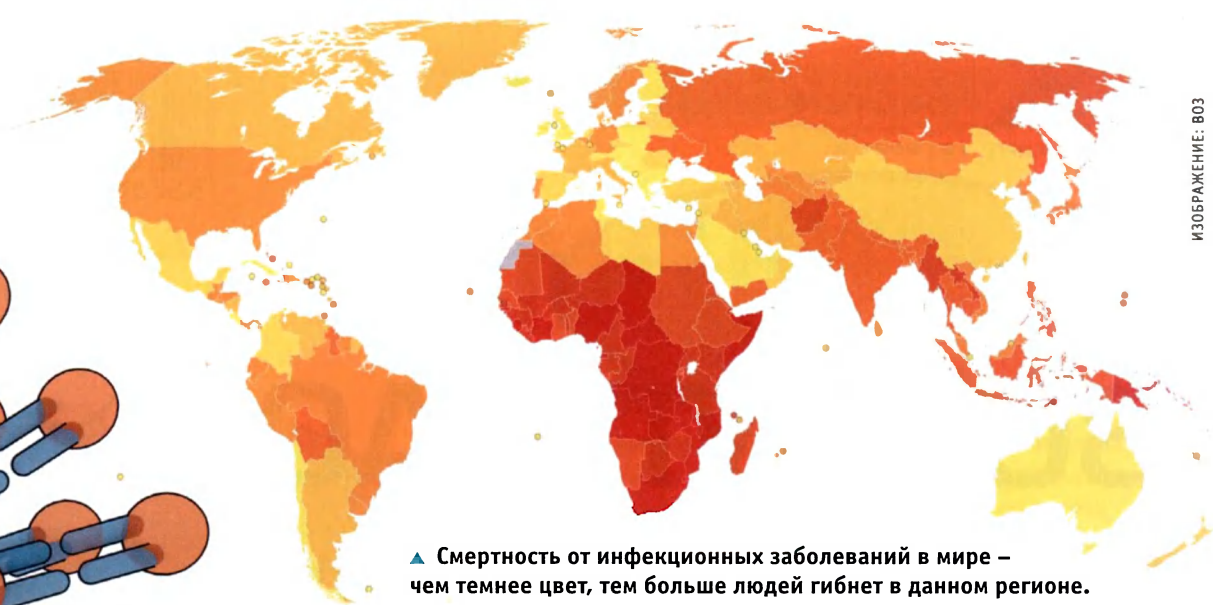 ИЗОБРАЖЕНИЕ: ВОЗ
Смертность от инфекционных заболеваний в мире –
чем темнее цвет, тем больше людей гибнет в данном регионе.